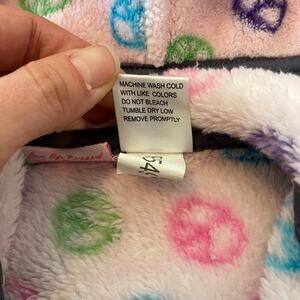 MACHINE WASH COLD
WITH LIKE COLORS
DO NOT BLEACH
TUMBLE DRY LOW
REMOVE PROMPTLY